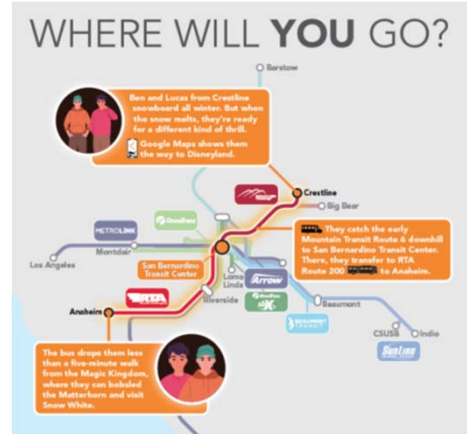 WHERE WILL YOU GO?
Barstow
Ben and Lucas from Crestline
snowboard all winter. But when
the snow melts, they're ready
for a different kind of thrill.
Google Maps shows them
the way to Disneyland.
Crestline
Big Bear
OmniTrans
METROLINK
They catch the early
Mountain Transit Route 6 downhill
to San Bernardino Transit Center.
There, they transfer to RTA
Route 200 to Anaheim.
Montclair
Los Angeles
San Bernardino
Transit Center
Loma
Linda
ARROW
RTA
Riverside
sbX
Beaumont
Anaheim
BEAUMONT
TRANSIT
CSUSB
Indio
SunLine
The bus drops them less
than a five-minute walk
from the Magic Kingdom,
where they can bobsled
the Matterhorn and visit
Snow White.